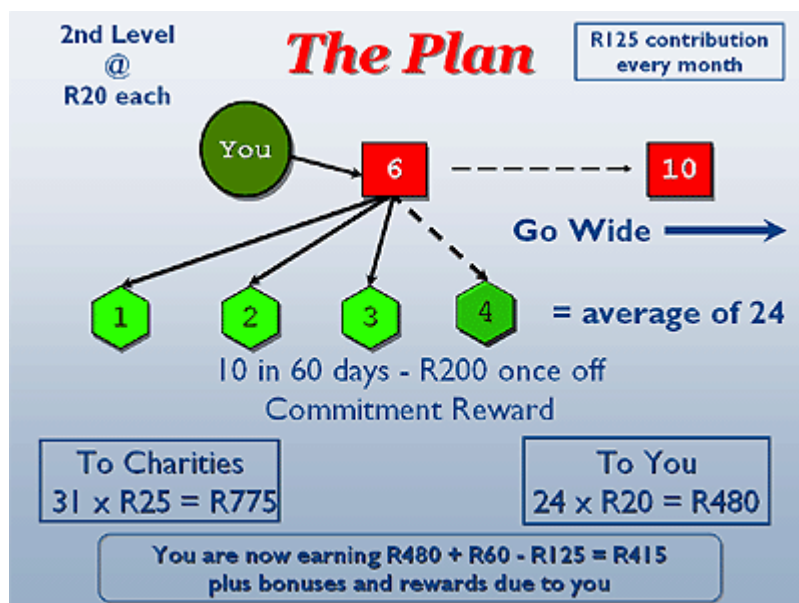 2nd Level
@
R20 each
The Plan
R125 contribution
every month
You
6
10
Go Wide
1
2
3
4
= average of 24
10 in 60 days - R200 once off
Commitment Reward
To Charities
31 x R25 = R775
To You
24 x R20 = R480
You are now earning R480 + R60 - R125 = R415
plus bonuses and rewards due to you